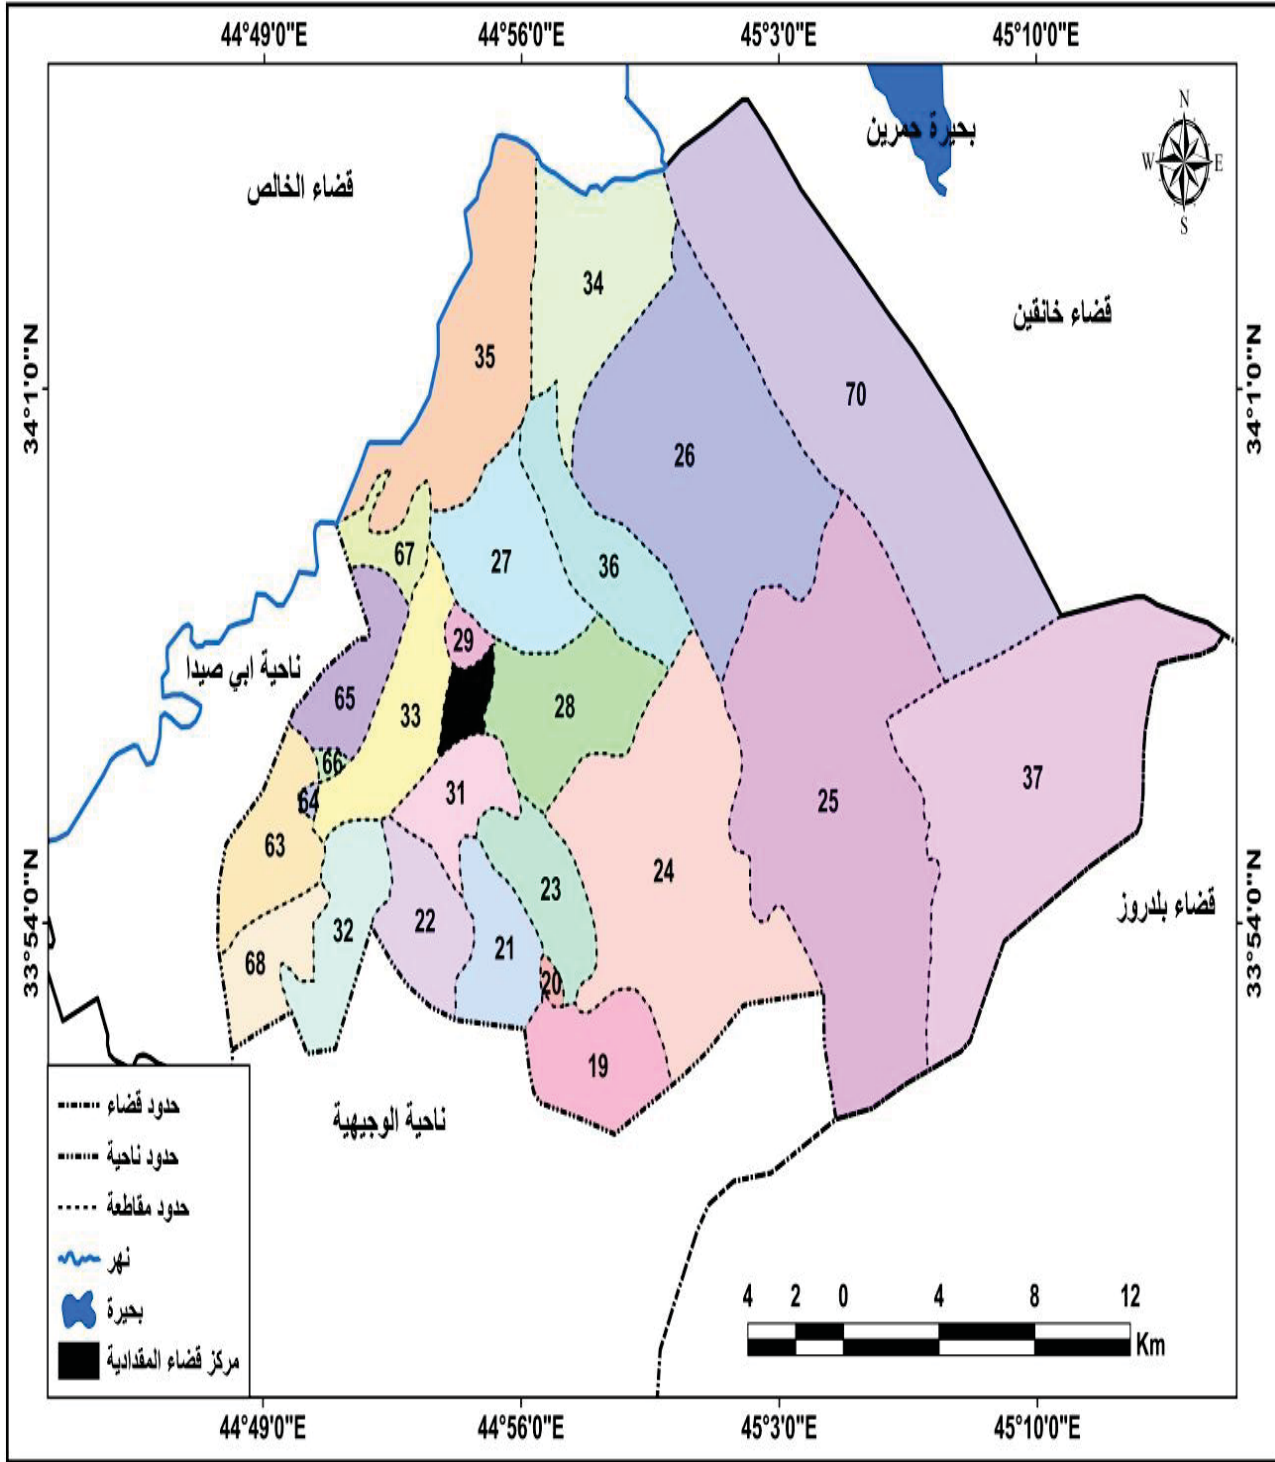 44°49'0"E 44°56'0"E 45°3'0"E 45°10'0"E
بحيرة حمرين
N
W E
S
قضاء الخالص
34
قضاء خانقين
35
34°1'0"N
34°1'0"N
70
26
67
27
36
29
ناحية ابي صيدا
65
33
28
66
37
64
31
25
63
24
23
قضاء بلدروز
22
32
21
33°54'0"N
33°54'0"N
68
20
19
ناحية الوجيهية
حدود قضاء
حدود ناحية
حدود مقاطعة
نهر
بحيرة
مركز قضاء المقدادية
4 2 0 4 8 12
Km
44°49'0"E 44°56'0"E 45°3'0"E 45°10'0"E